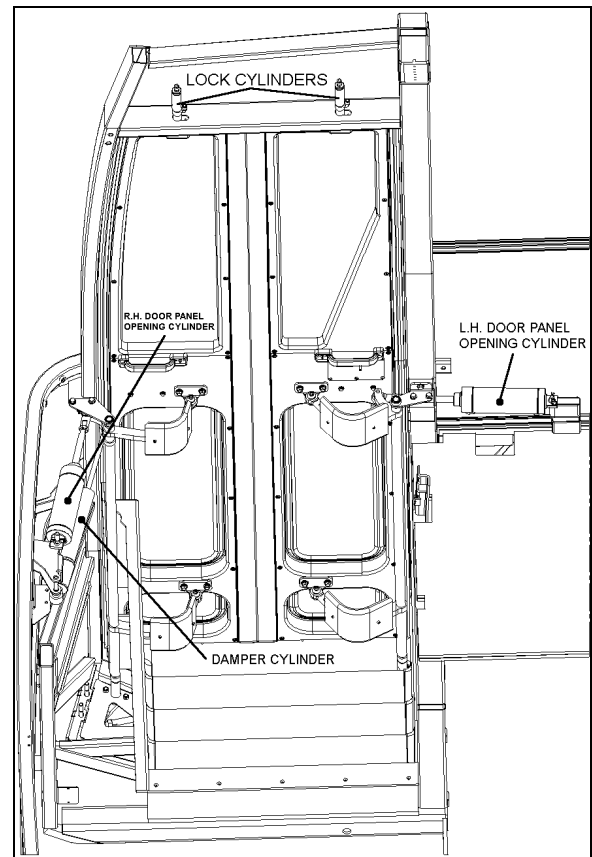 LOCK CYLINDERS
R.H. DOOR PANEL
OPENING CYLINDER
L.H. DOOR PANEL
OPENING CYLINDER
DAMPER CYLINDER